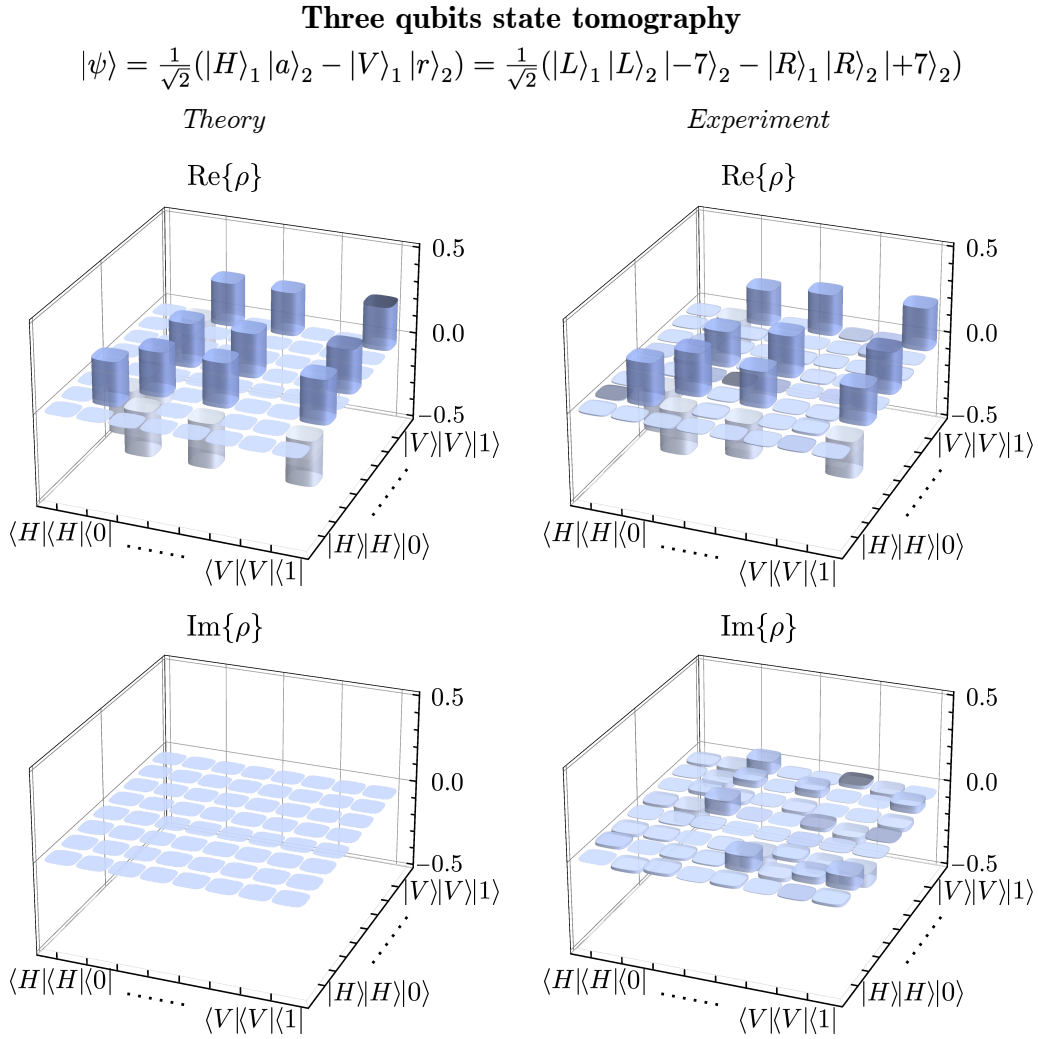 Three qubits state tomography
|ψ⟩ = 1/√2(|H⟩₁ |a⟩₂ − |V⟩₁ |r⟩₂) = 1/√2(|L⟩₁ |L⟩₂ |−7⟩₂ − |R⟩₁ |R⟩₂ |+7⟩₂)
Theory
Experiment
Re{ρ}
0.5
0.0
−0.5
|V⟩|V⟩|1⟩
......
|H⟩|H⟩|0⟩
⟨H|⟨H|⟨0|
......
⟨V|⟨V|⟨1|
Re{ρ}
0.5
0.0
−0.5
|V⟩|V⟩|1⟩
......
|H⟩|H⟩|0⟩
⟨H|⟨H|⟨0|
......
⟨V|⟨V|⟨1|
Im{ρ}
0.5
0.0
−0.5
|V⟩|V⟩|1⟩
......
|H⟩|H⟩|0⟩
⟨H|⟨H|⟨0|
......
⟨V|⟨V|⟨1|
Im{ρ}
0.5
0.0
−0.5
|V⟩|V⟩|1⟩
......
|H⟩|H⟩|0⟩
⟨H|⟨H|⟨0|
......
⟨V|⟨V|⟨1|